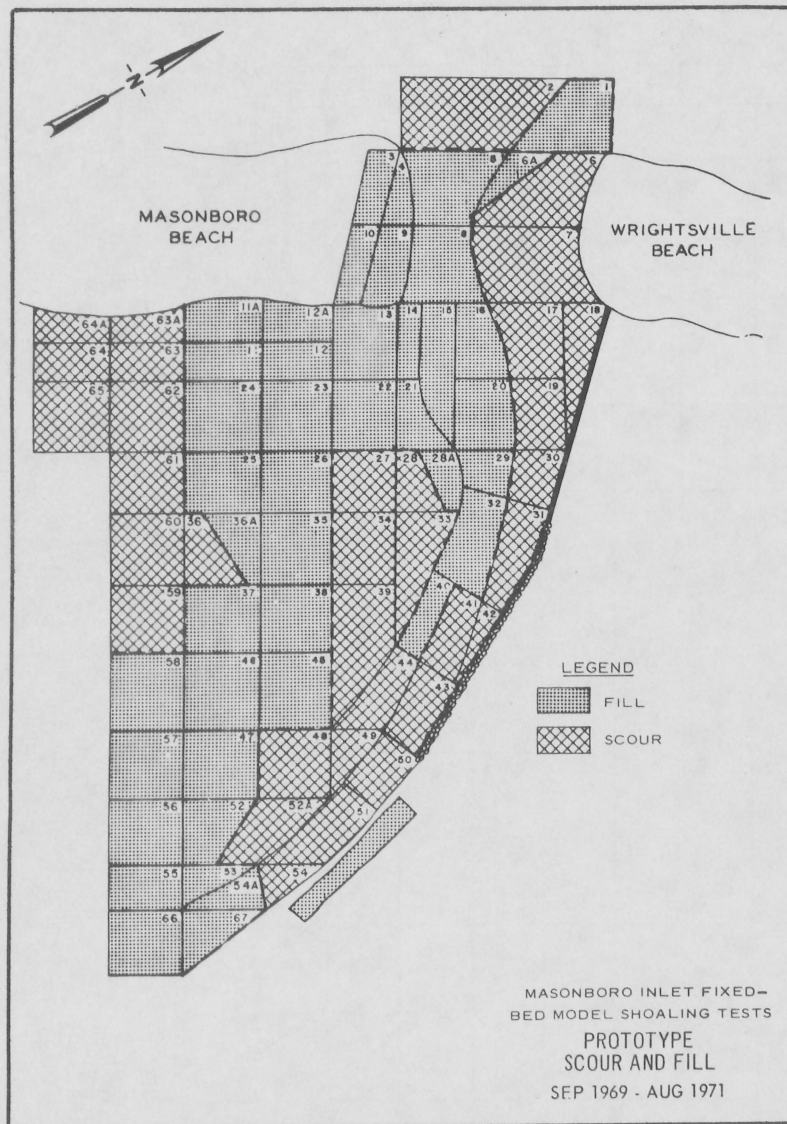 N
2 1
3 5 6A 6
4
MASONBORO WRIGHTSVILLE
BEACH BEACH
10 9 8 7
11A 12A 13 14 15 16 17 18
64A 63A
64 63 11 12
65 62 24 23 22 21 20 19
61 25 26 27 28 28A 29 30
32
60 36 36A 35 34 33 31
59 37 38 39 40 41 42
58 46 45 44 43
57 47 48 49 50
LEGEND
FILL
SCOUR
56 52 52A 51
55 53 54
54A
66 67
MASONBORO INLET FIXED-
BED MODEL SHOALING TESTS
PROTOTYPE
SCOUR AND FILL
SEP 1969 - AUG 1971